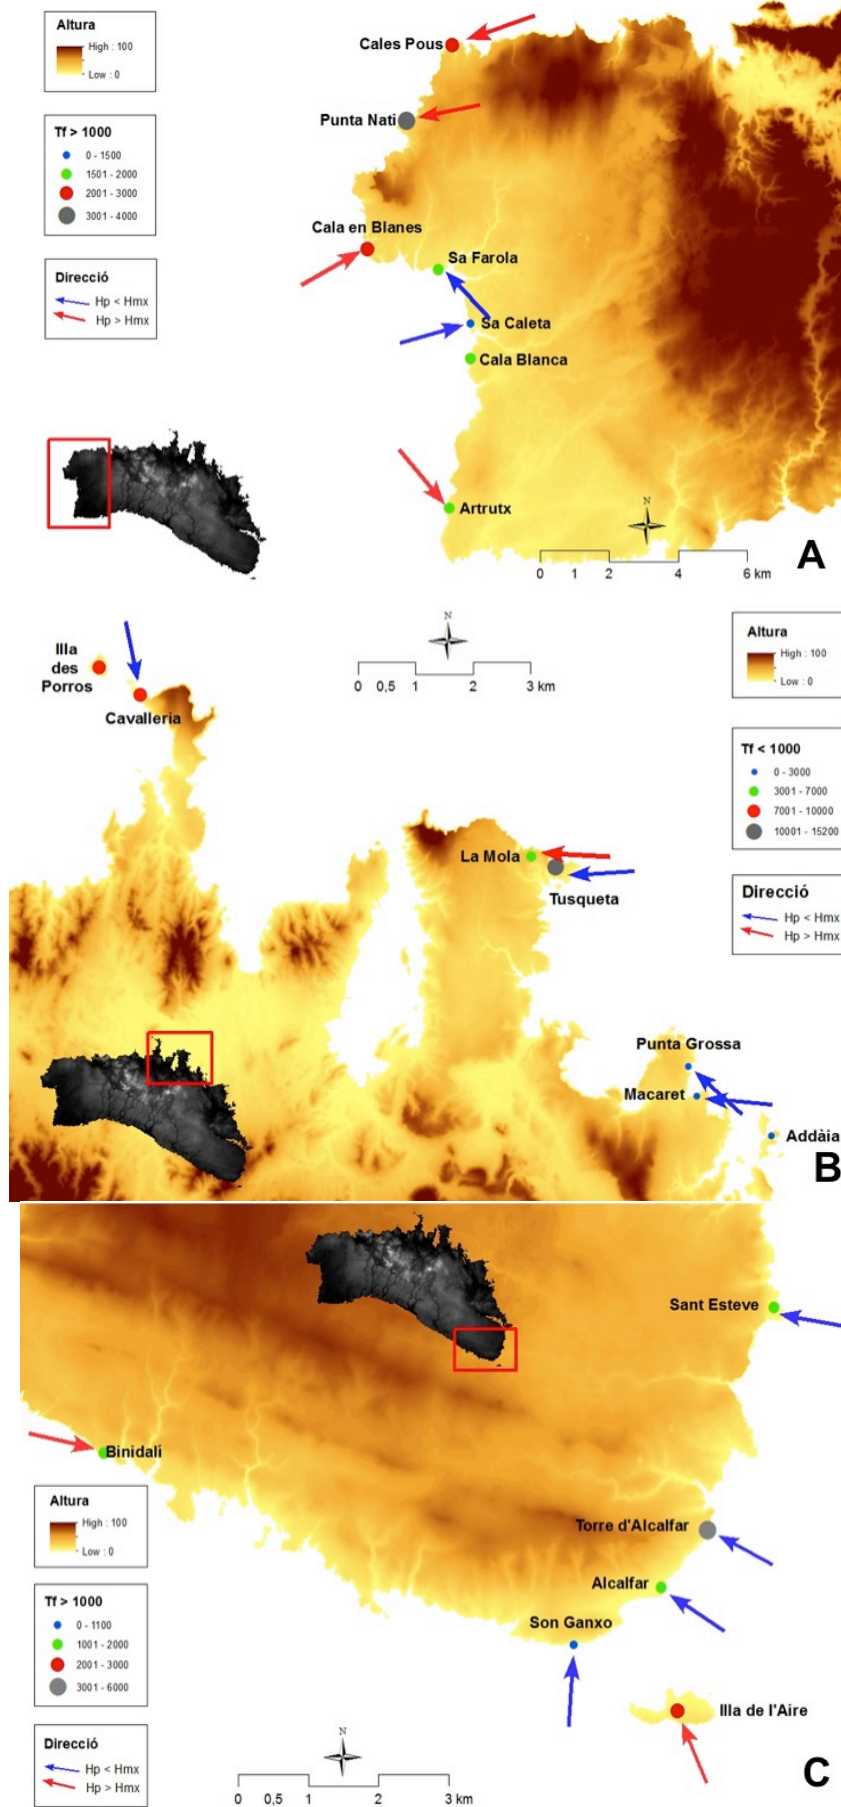 Altura
High : 100
Low : 0
Tf > 1000
0 - 1500
1501 - 2000
2001 - 3000
3001 - 4000
Direcció
Hp < Hmx
Hp > Hmx
Cales Pous
Punta Nati
Cala en Blanes
Sa Farola
Sa Caleta
Cala Blanca
Artrutx
N
0 1 2 4 6 km
A
Illa
des
Porros
Cavalleria
N
0 0,5 1 2 3 km
Altura
High : 100
Low : 0
Tf < 1000
0 - 3000
3001 - 7000
7001 - 10000
10001 - 15200
Direcció
Hp < Hmx
Hp > Hmx
La Mola
Tusqueta
Punta Grossa
Macaret
Addàia
B
Sant Esteve
Binidalí
Altura
High : 100
Low : 0
Tf > 1000
0 - 1100
1001 - 2000
2001 - 3000
3001 - 6000
Direcció
Hp < Hmx
Hp > Hmx
Torre d'Alcalfar
Alcalfar
Son Ganxo
Illa de l'Aire
N
0 0,5 1 2 3 km
C